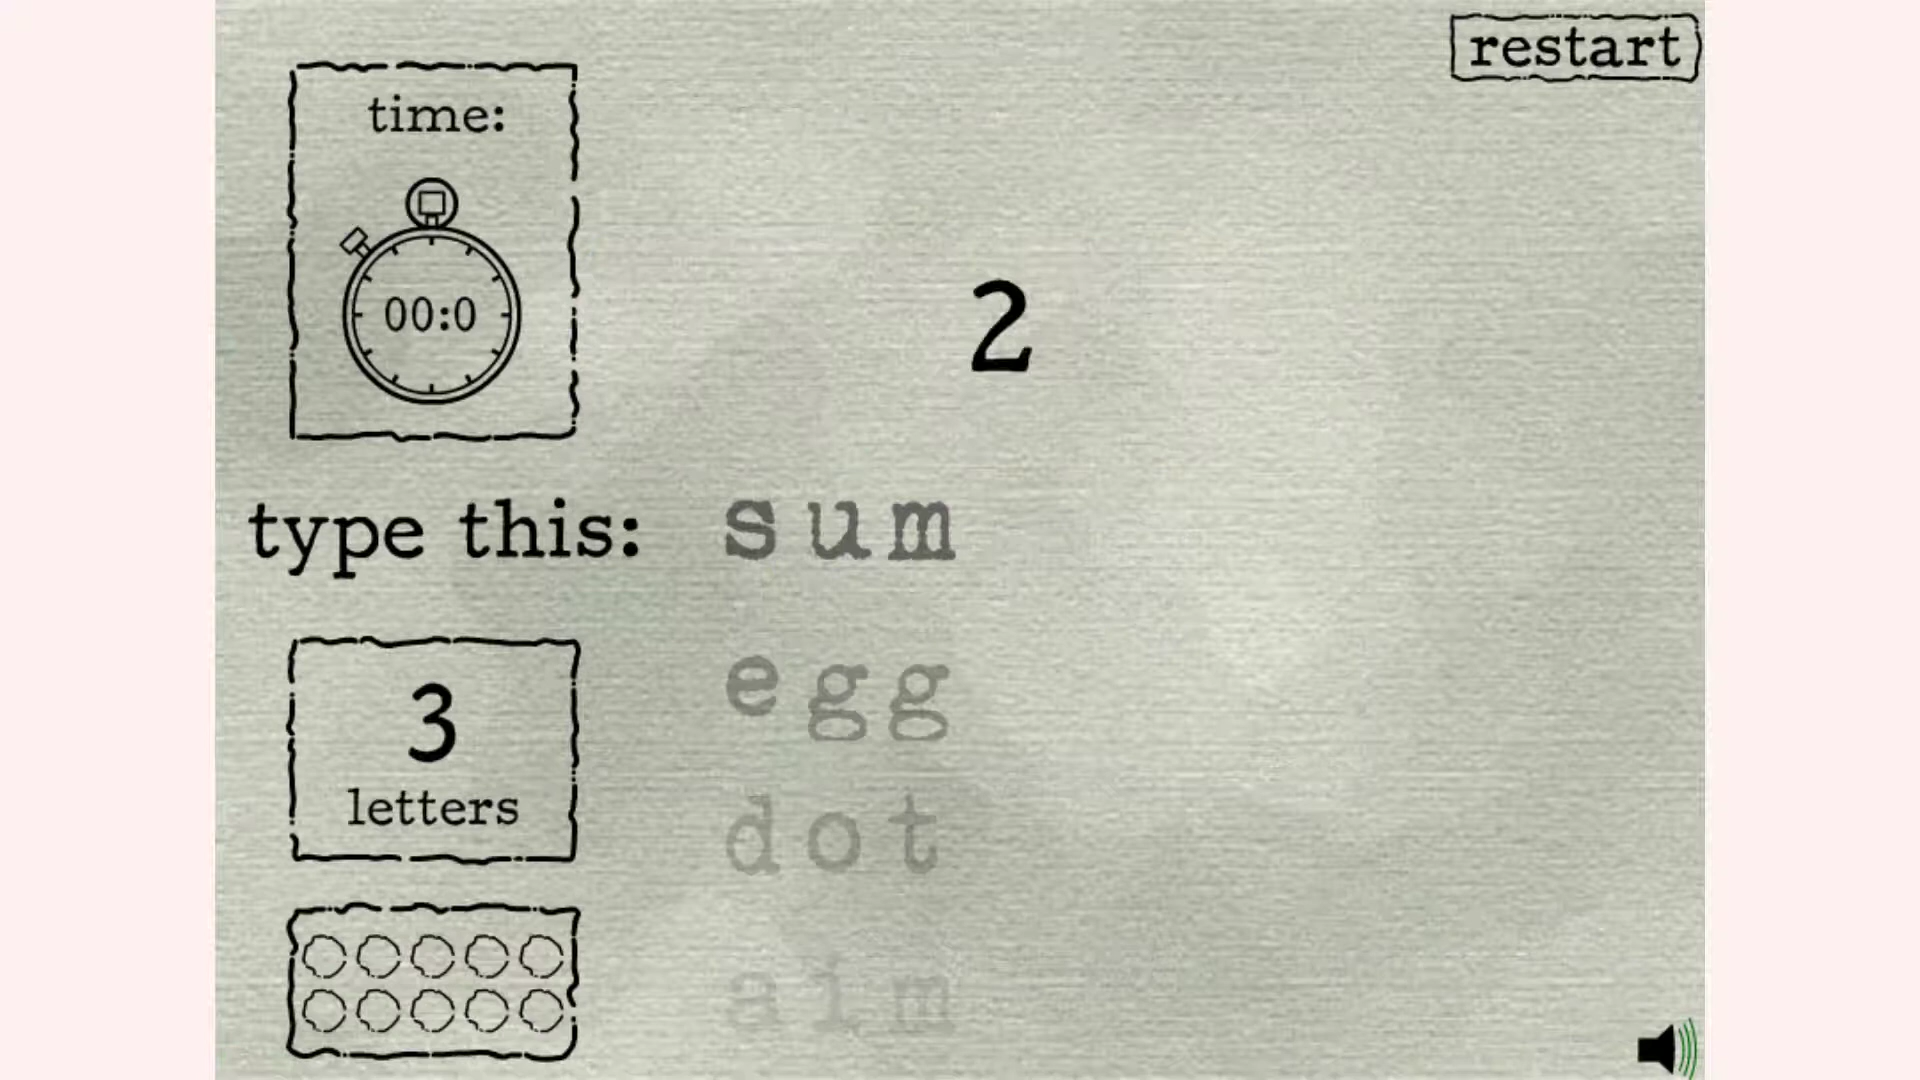 restart
time:
00:0
2
type this: sum
egg
3
letters
dot
aim